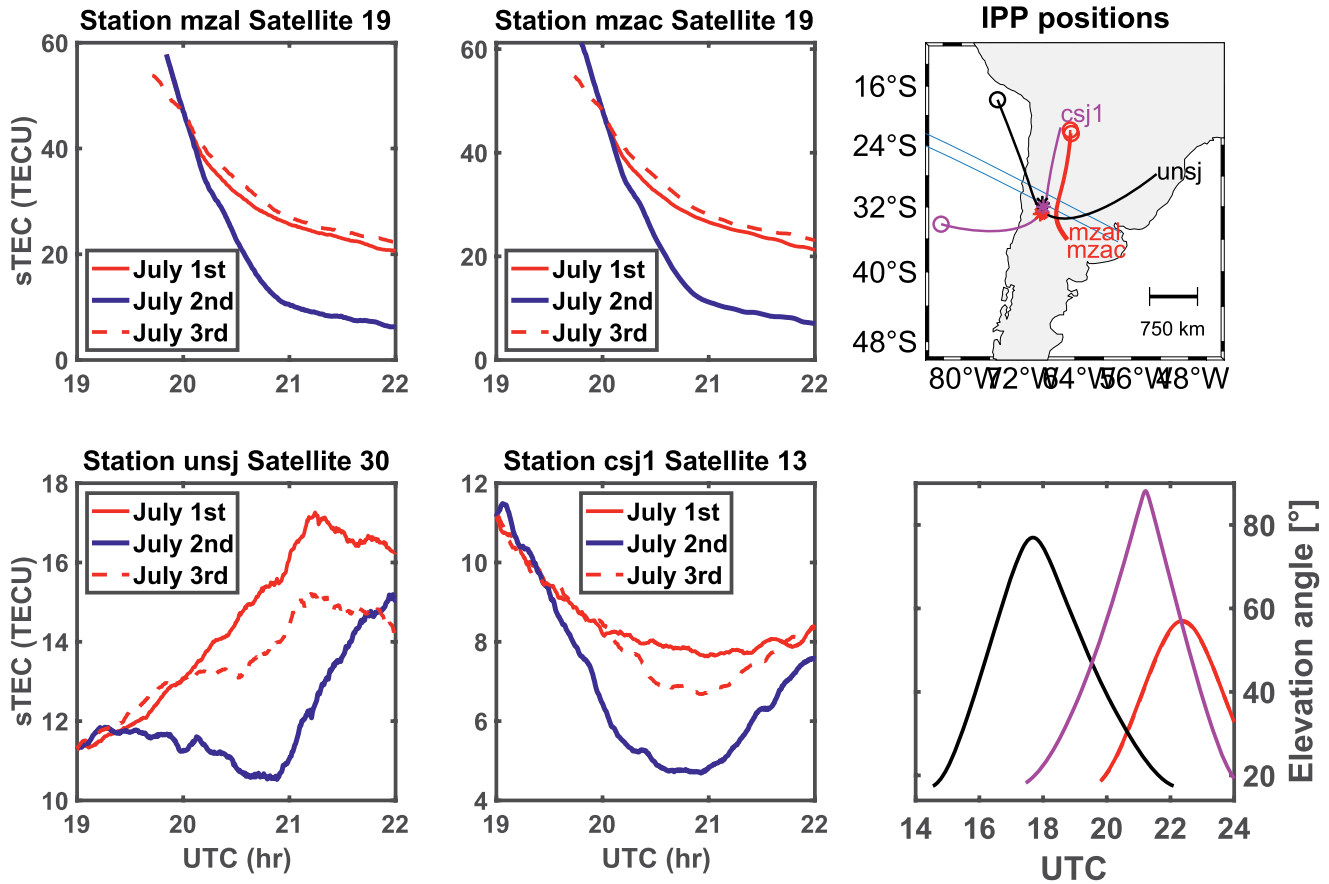 Station mzal Satellite 19
60
40
20
0
sTEC (TECU)
July 1st
July 2nd
July 3rd
19 20 21 22
Station mzac Satellite 19
60
40
20
0
July 1st
July 2nd
July 3rd
19 20 21 22
IPP positions
16°S
24°S
32°S
40°S
48°S
csj1
unsj
mzal
mzac
750 km
80°W 72°W 64°W 56°W 48°W
Station unsj Satellite 30
18
16
14
12
10
sTEC (TECU)
July 1st
July 2nd
July 3rd
19 20 21 22
UTC (hr)
Station csj1 Satellite 13
12
10
8
6
4
July 1st
July 2nd
July 3rd
19 20 21 22
UTC (hr)
80
60
40
20
Elevation angle [°]
14 16 18 20 22 24
UTC